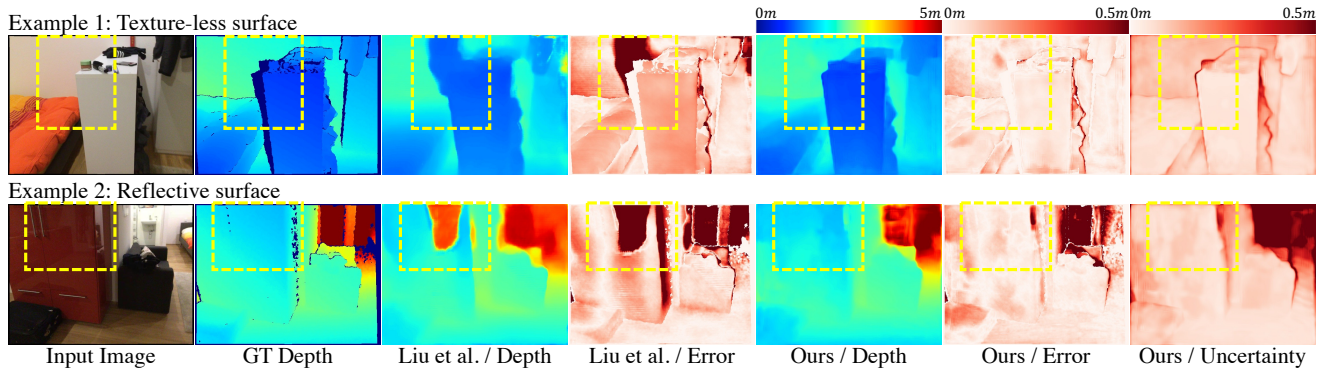 Example 1: Texture-less surface
0m 5m 0m 0.5m 0m 0.5m
Example 2: Reflective surface
Input Image GT Depth Liu et al. / Depth Liu et al. / Error Ours / Depth Ours / Error Ours / Uncertainty